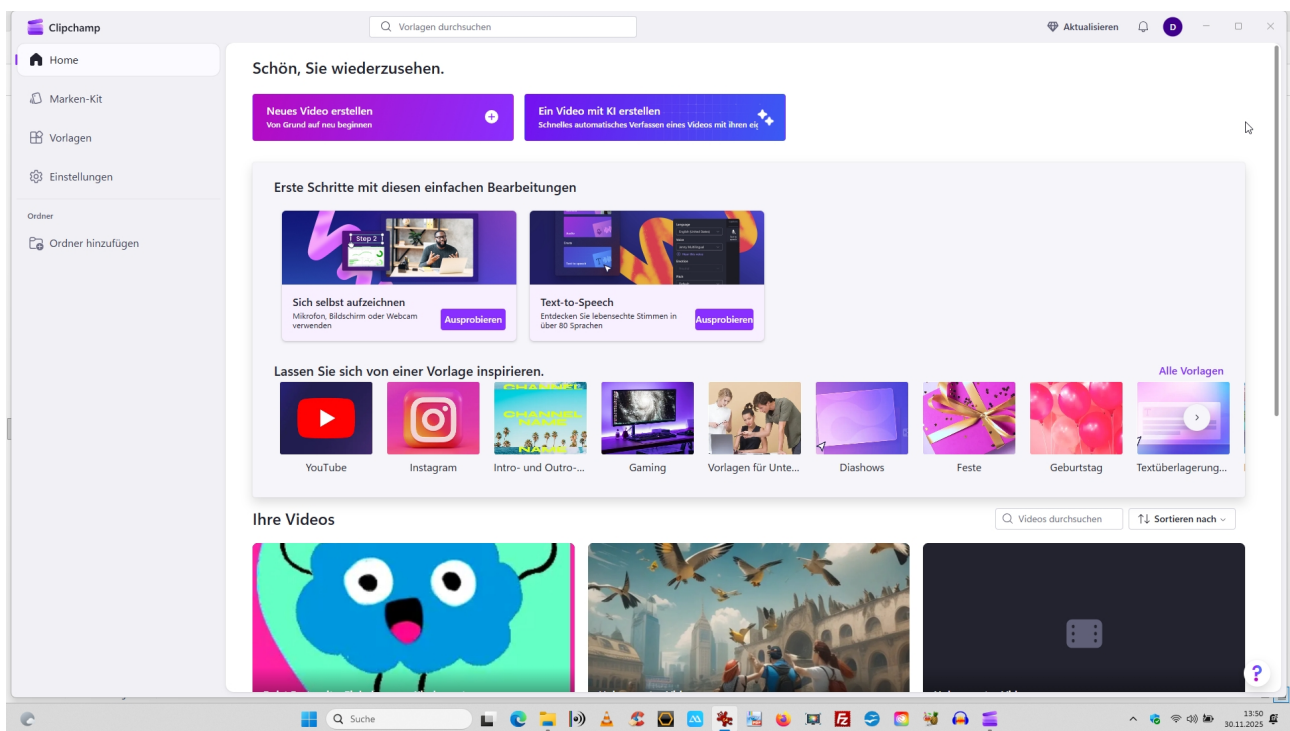 Clipchamp
Vorlagen durchsuchen
Aktualisieren
D
Home
Marken-Kit
Vorlagen
Einstellungen
Ordner
Ordner hinzufügen
Schön, Sie wiederzusehen.
Neues Video erstellen
Von Grund auf neu beginnen
Ein Video mit KI erstellen
Schnelles automatisches Verfassen eines Videos mit ihren eig
Erste Schritte mit diesen einfachen Bearbeitungen
Step 2
Sich selbst aufzeichnen
Mikrofon, Bildschirm oder Webcam
verwenden
Ausprobieren
Text-to-Speech
Entdecken Sie lebensechte Stimmen in
über 80 Sprachen
Ausprobieren
Lassen Sie sich von einer Vorlage inspirieren.
Alle Vorlagen
CHANNEL
NAME
YouTube
Instagram
Intro- und Outro-...
Gaming
Vorlagen für Unte...
Diashows
Feste
Geburtstag
Textüberlagerung...
Ihre Videos
Videos durchsuchen
Sortieren nach
?
Suche
13:50
30.11.2025